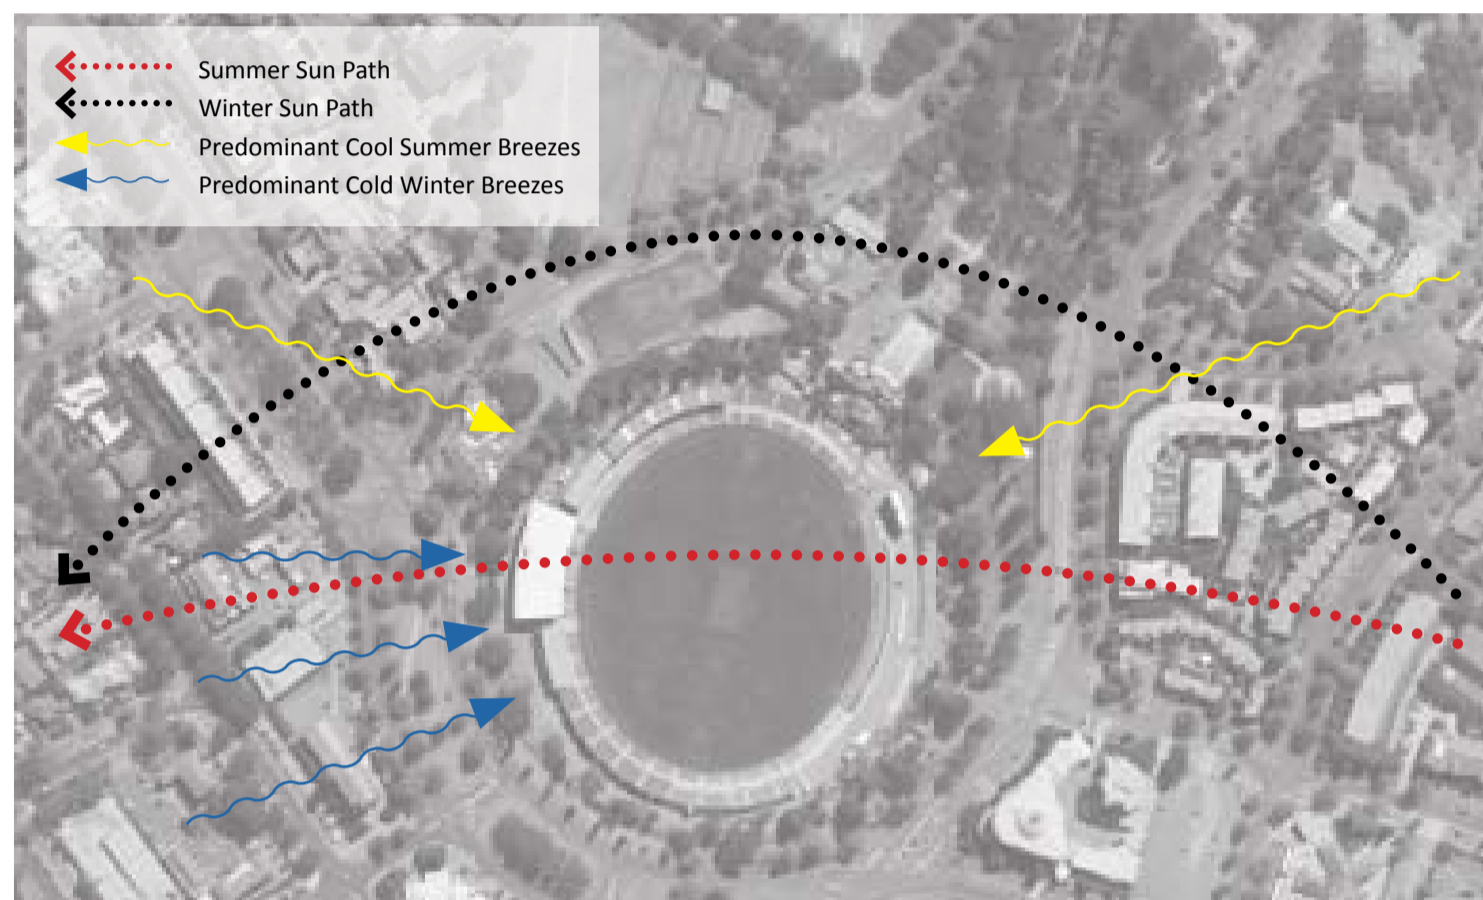 Summer Sun Path
Winter Sun Path
Predominant Cool Summer Breezes
Predominant Cold Winter Breezes